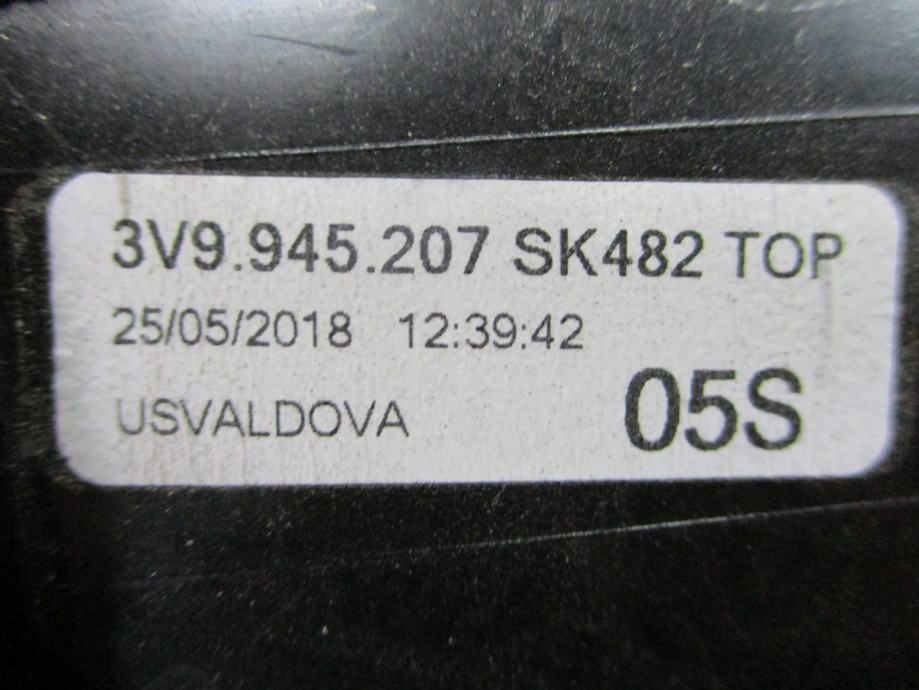 3V9.945.207 SK482 TOP
25/05/2018 12:39:42
USVALDOVA
05S